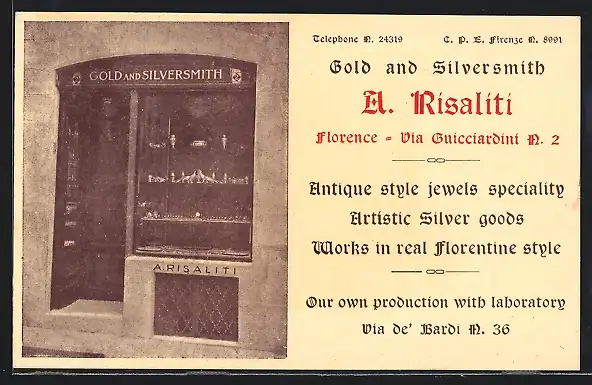 GOLD AND SILVERSMITH
A. RISALITI
Telephone N. 24319 C. P. E. Firenze N. 8991
Gold and Silversmith
A. Risaliti
Florence - Via Guicciardini N. 2
Antique style jewels speciality
Artistic Silver goods
Works in real Florentine style
Our own production with laboratory
Via de' Bardi N. 36